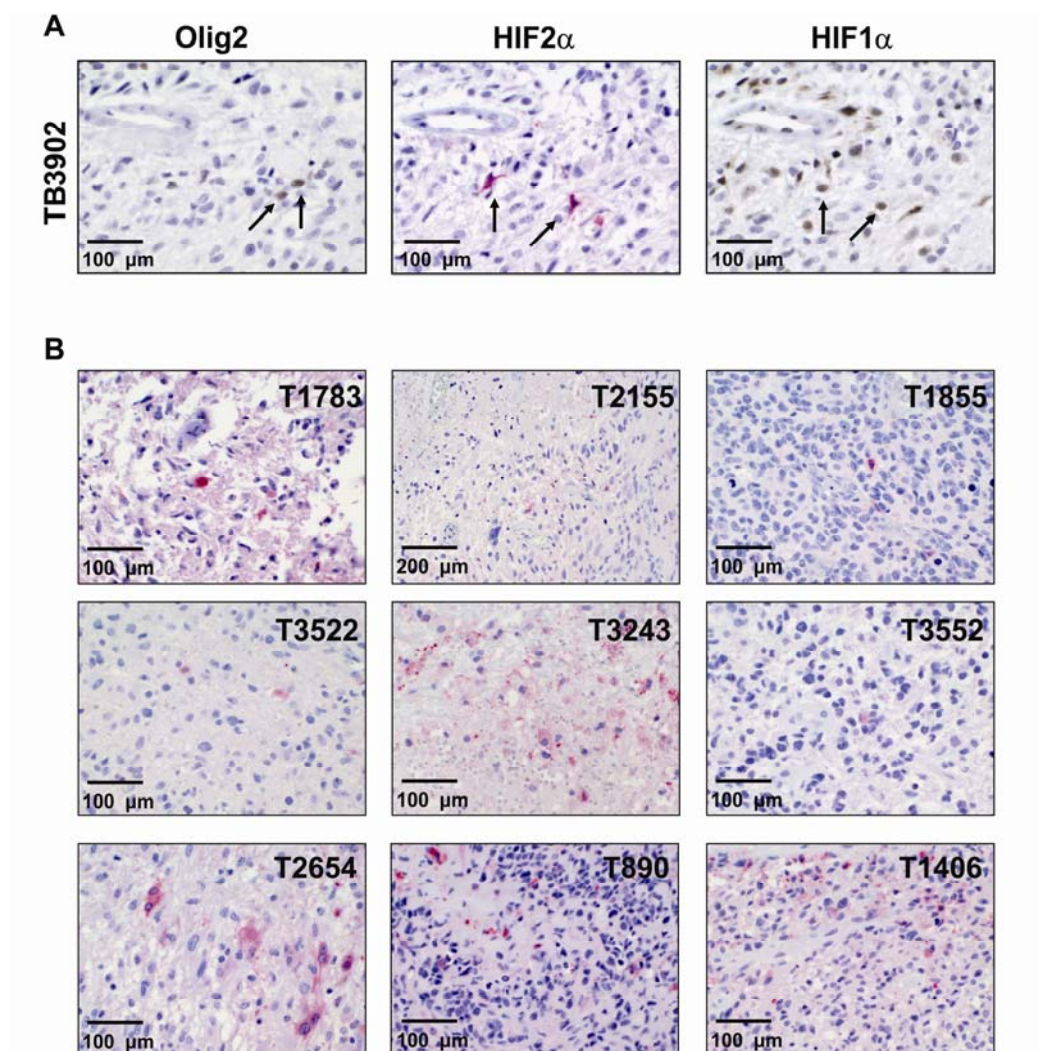 A
Olig2
HIF2α
HIF1α
TB3902
100 µm
100 µm
100 µm
B
T1783
T2155
T1855
100 µm
200 µm
100 µm
T3522
T3243
T3552
100 µm
100 µm
100 µm
T2654
T890
T1406
100 µm
100 µm
100 µm